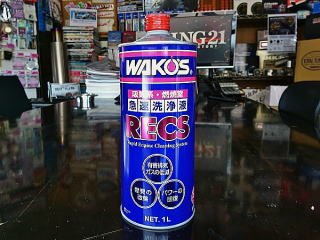 ING21
WAKO'S
吸気系・燃焼室
急速洗浄液
RECS
Rapid Engine Cleaning System
有害排気
ガスの低減
燃費の
改善
パワーの
回復
NET. 1L